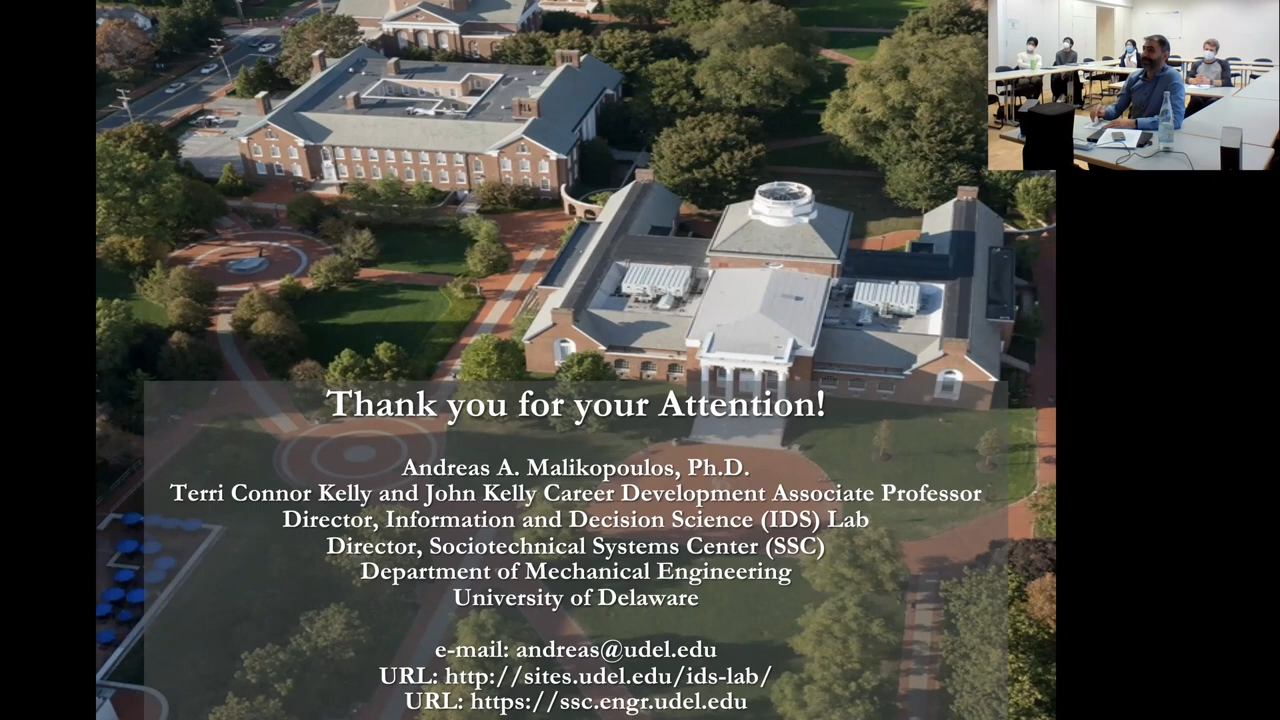 Thank you for your Attention!
Andreas A. Malikopoulos, Ph.D.
Terri Connor Kelly and John Kelly Career Development Associate Professor
Director, Information and Decision Science (IDS) Lab
Director, Sociotechnical Systems Center (SSC)
Department of Mechanical Engineering
University of Delaware
e-mail: andreas@udel.edu
URL: http://sites.udel.edu/ids-lab/
URL: https://ssc.engr.udel.edu